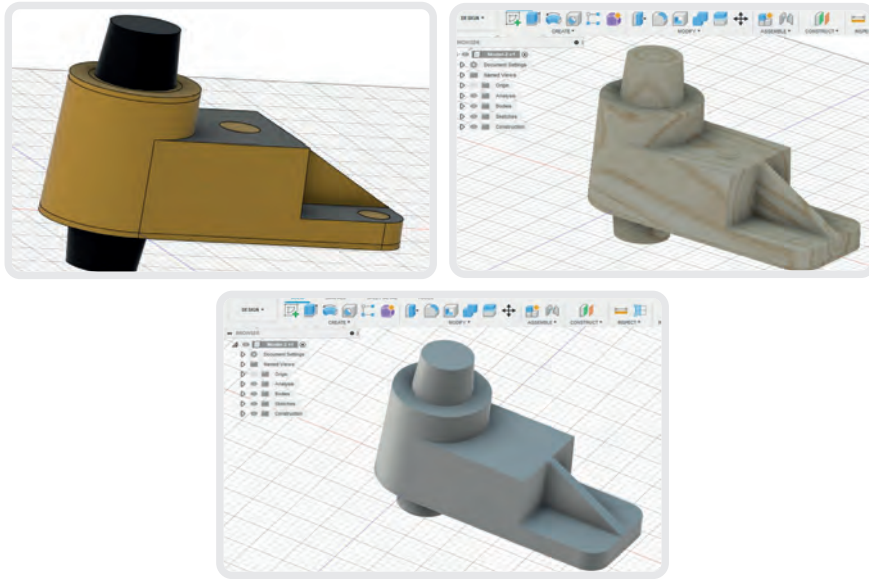 DESIGN ▾
CREATE ▾
MODIFY ▾
ASSEMBLE ▾
CONSTRUCT ▾
BROWSER
Document Settings
Named Views
Origin
Analysis
Bodies
Sketches
Construction
DESIGN ▾
CREATE ▾
MODIFY ▾
ASSEMBLE ▾
CONSTRUCT ▾
INSPECT ▾
BROWSER
Document Settings
Named Views
Origin
Analysis
Bodies
Sketches
Construction